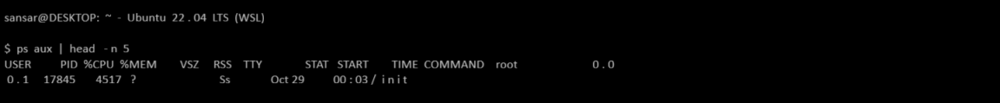 sansar@DESKTOP: ~ - Ubuntu 22.04 LTS (WSL)
$ ps aux | head -n 5
USER PID %CPU %MEM VSZ RSS TTY STAT START TIME COMMAND root 0.0
0.1 17845 4517 ? Ss Oct 29 00:03/init